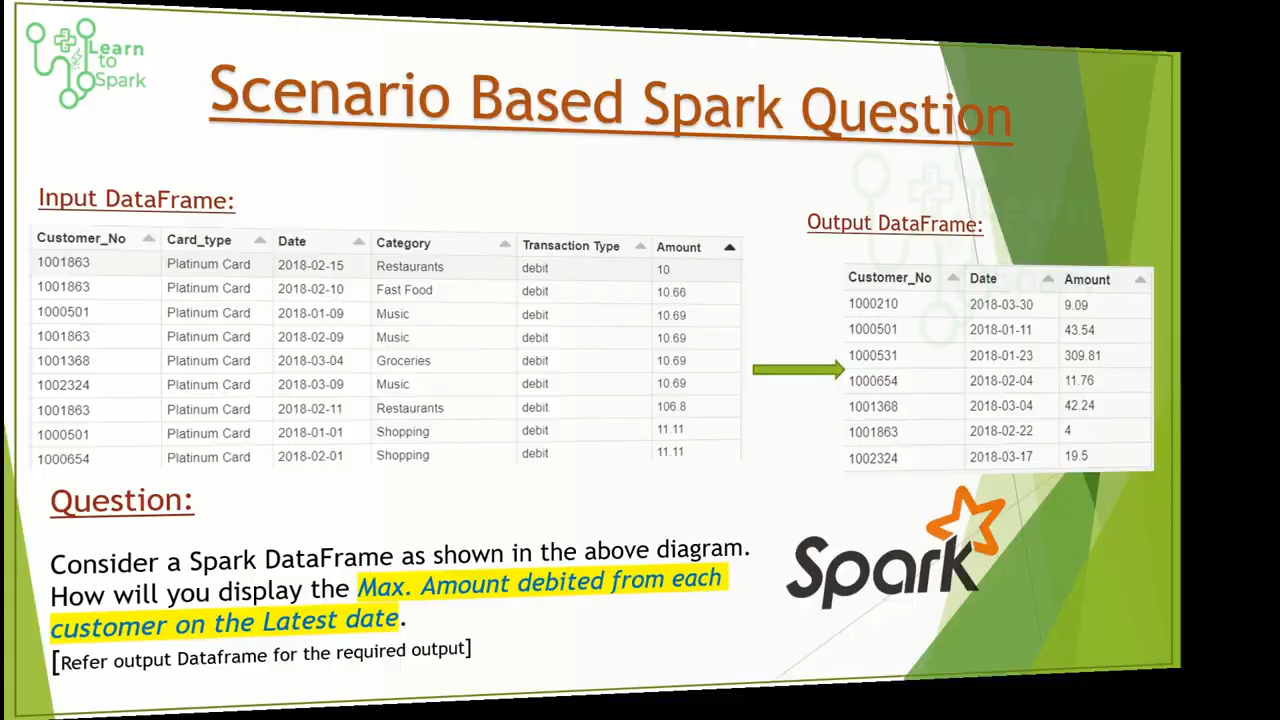 Learn
to
Spark
Scenario Based Spark Question
Input DataFrame:
Customer_No Card_type Date Category Transaction Type Amount
1001863 Platinum Card 2018-02-15 Restaurants debit 10
1001863 Platinum Card 2018-02-10 Fast Food debit 10.66
1000501 Platinum Card 2018-01-09 Music debit 10.69
1001863 Platinum Card 2018-02-09 Music debit 10.69
1001368 Platinum Card 2018-03-04 Groceries debit 10.69
1002324 Platinum Card 2018-03-09 Music debit 10.69
1001863 Platinum Card 2018-02-11 Restaurants debit 106.8
1000501 Platinum Card 2018-01-01 Shopping debit 11.11
1000654 Platinum Card 2018-02-01 Shopping debit 11.11
Output DataFrame:
Customer_No Date Amount
1000210 2018-03-30 9.09
1000501 2018-01-11 43.54
1000531 2018-01-23 309.81
1000654 2018-02-04 11.76
1001368 2018-03-04 42.24
1001863 2018-02-22 4
1002324 2018-03-17 19.5
Question:
Consider a Spark DataFrame as shown in the above diagram.
How will you display the Max. Amount debited from each
customer on the Latest date.
[Refer output Dataframe for the required output]
Spark